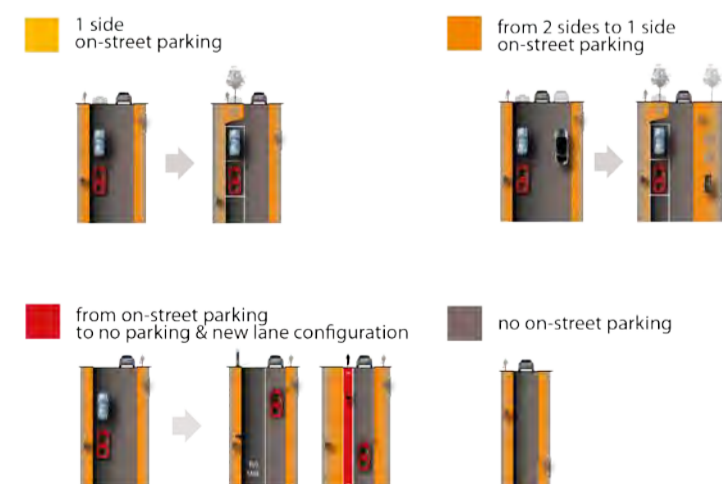 1 side
on-street parking
from 2 sides to 1 side
on-street parking
from on-street parking
to no parking & new lane configuration
no on-street parking